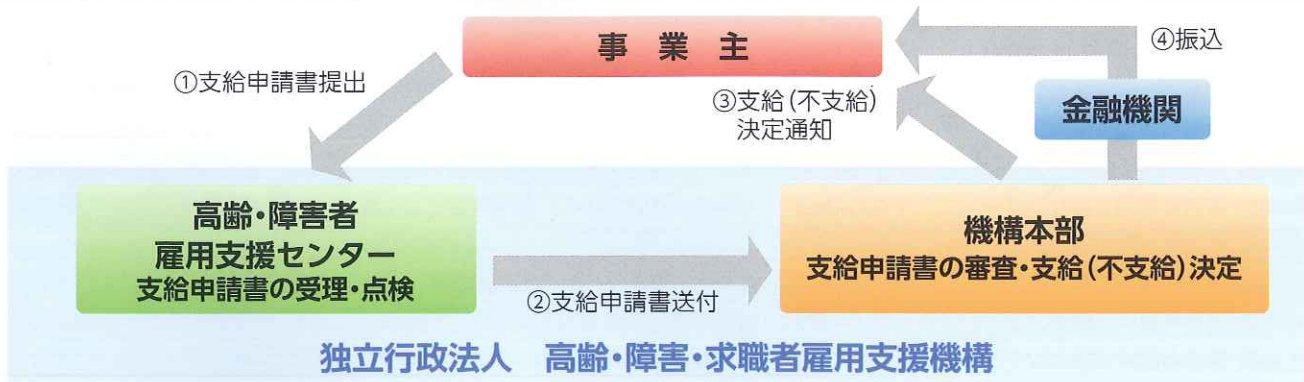 事業主
④振込
①支給申請書提出
③支給(不支給)
決定通知
金融機関
高齢・障害者
雇用支援センター
支給申請書の受理・点検
機構本部
支給申請書の審査・支給(不支給)決定
②支給申請書送付
独立行政法人 高齢・障害・求職者雇用支援機構